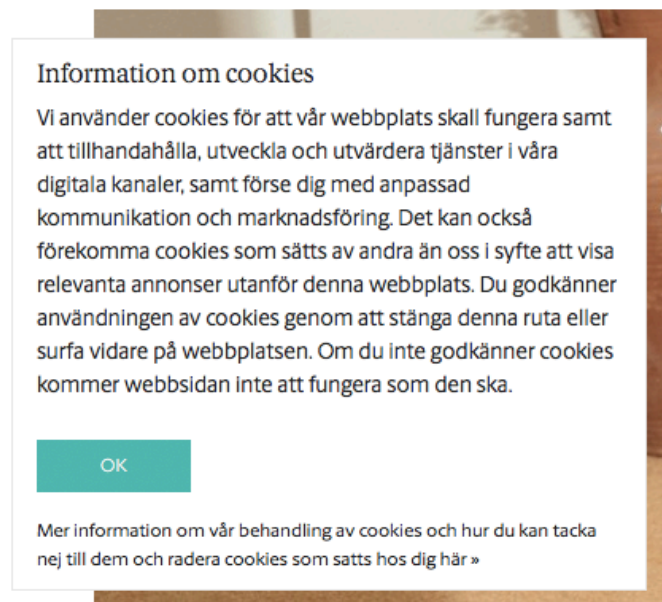 Information om cookies
Vi använder cookies för att vår webbplats skall fungera samt
att tillhandahålla, utveckla och utvärdera tjänster i våra
digitala kanaler, samt förse dig med anpassad
kommunikation och marknadsföring. Det kan också
förekomma cookies som sätts av andra än oss i syfte att visa
relevanta annonser utanför denna webbplats. Du godkänner
användningen av cookies genom att stänga denna ruta eller
surfa vidare på webbplatsen. Om du inte godkänner cookies
kommer webbsidan inte att fungera som den ska.
OK
Mer information om vår behandling av cookies och hur du kan tacka
nej till dem och radera cookies som satts hos dig här »